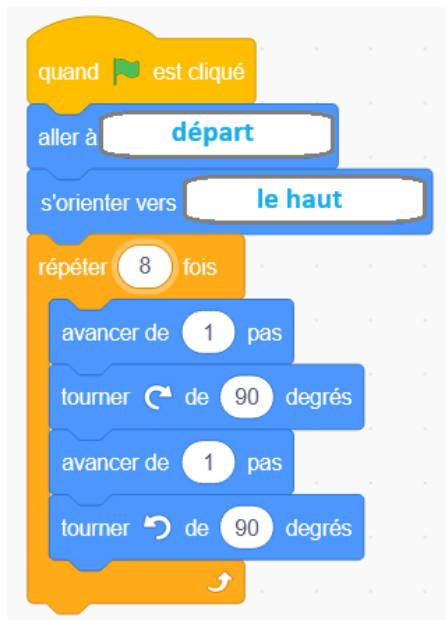 quand est cliqué
aller à départ
s'orienter vers le haut
répéter 8 fois
avancer de 1 pas
tourner de 90 degrés
avancer de 1 pas
tourner de 90 degrés